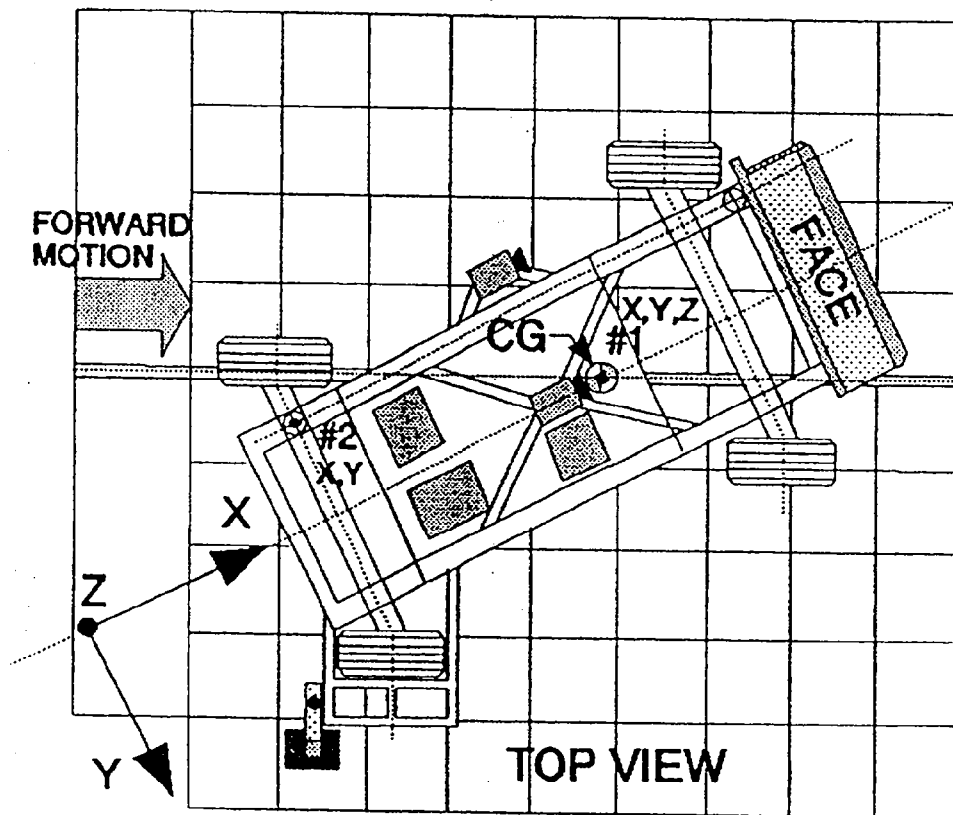 FORWARD
MOTION
FACE
X,Y,Z
CG
#1
#2
X,Y
X
Z
Y
TOP VIEW